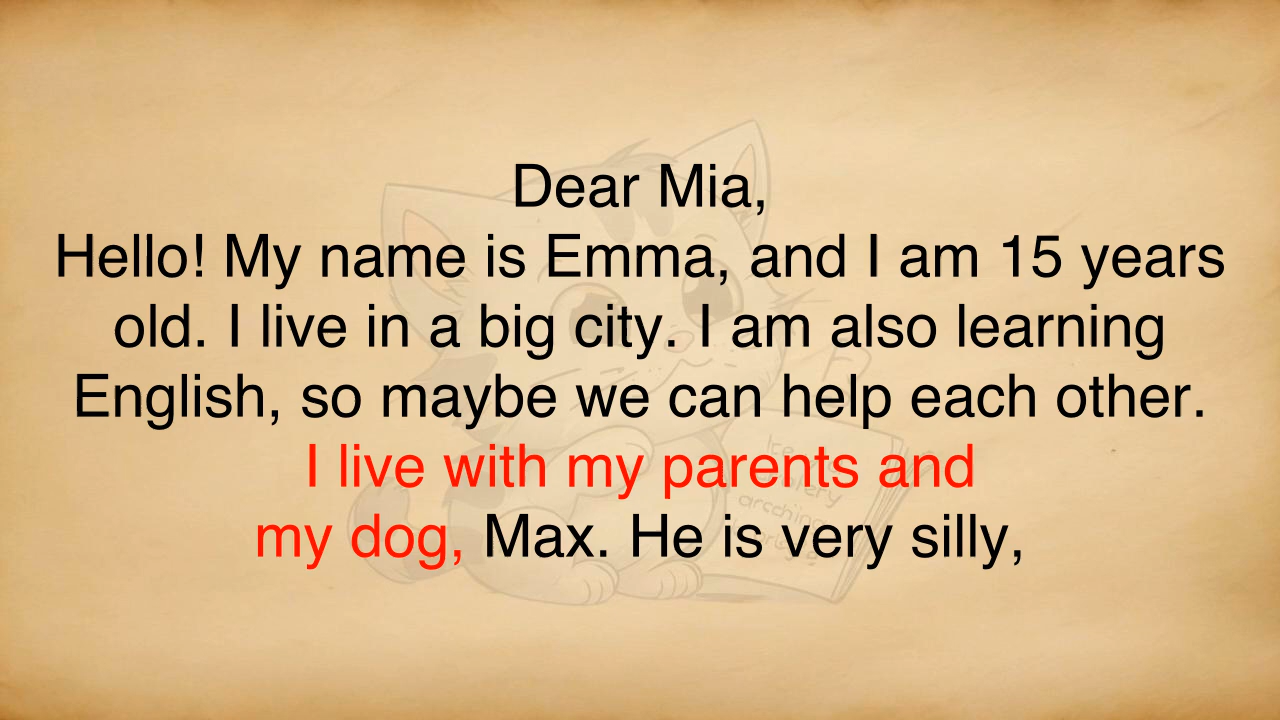 Dear Mia,
Hello! My name is Emma, and I am 15 years
old. I live in a big city. I am also learning
English, so maybe we can help each other.
I live with my parents and
my dog, Max. He is very silly,